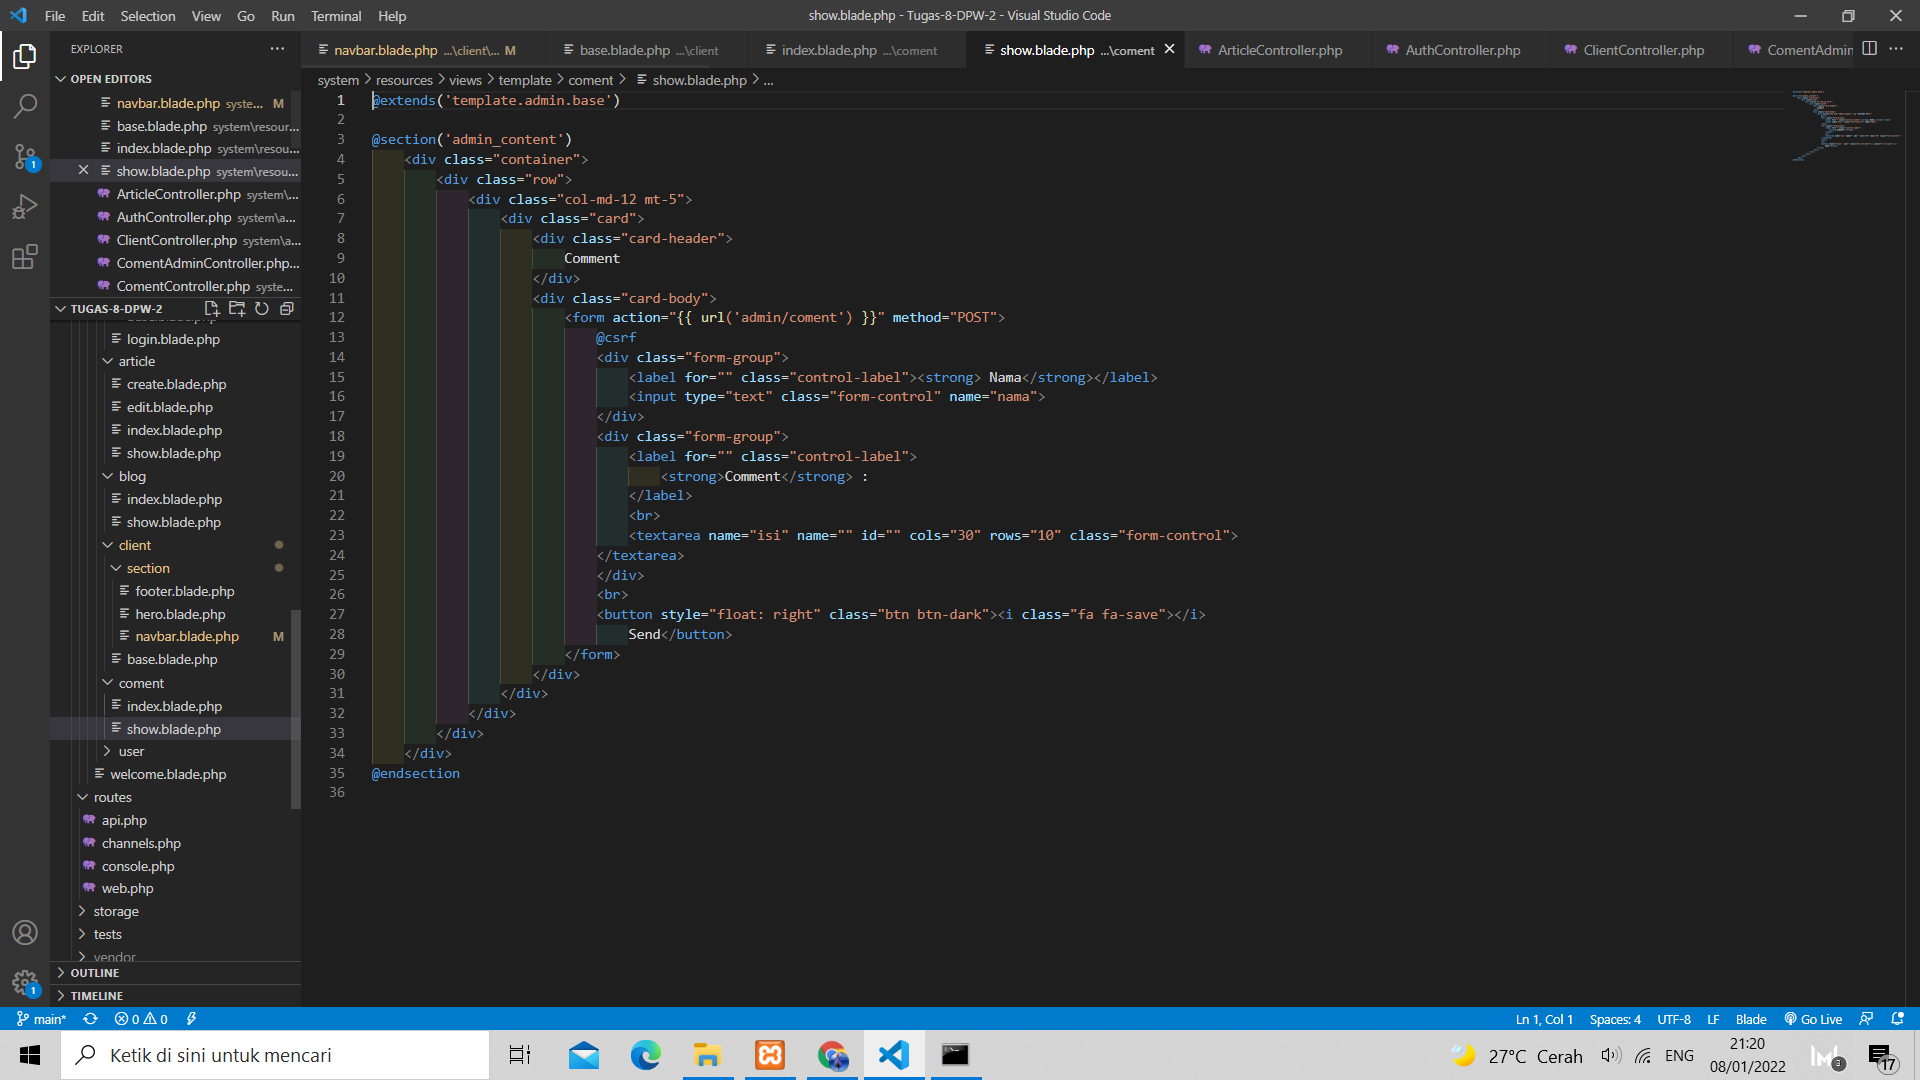 File Edit Selection View Go Run Terminal Help
show.blade.php - Tugas-8-DPW-2 - Visual Studio Code
EXPLORER
navbar.blade.php ...\client\... M
base.blade.php ...\client
index.blade.php ...\coment
show.blade.php ...\coment
ArticleController.php
AuthController.php
ClientController.php
ComentAdmin
OPEN EDITORS
navbar.blade.php syste... M
base.blade.php system\resour...
index.blade.php system\resou...
show.blade.php system\resou...
ArticleController.php system\...
AuthController.php system\a...
ClientController.php system\a...
ComentAdminController.php...
ComentController.php syste...
TUGAS-8-DPW-2
login.blade.php
article
create.blade.php
edit.blade.php
index.blade.php
show.blade.php
blog
index.blade.php
show.blade.php
client
section
footer.blade.php
hero.blade.php
navbar.blade.php M
base.blade.php
coment
index.blade.php
show.blade.php
user
welcome.blade.php
routes
api.php
channels.php
console.php
web.php
storage
tests
vendor
OUTLINE
TIMELINE
system > resources > views > template > coment > show.blade.php > ...
1 @extends('template.admin.base')
2
3 @section('admin_content')
4 <div class="container">
5 <div class="row">
6 <div class="col-md-12 mt-5">
7 <div class="card">
8 <div class="card-header">
9 Comment
10 </div>
11 <div class="card-body">
12 <form action="{{ url('admin/coment') }}" method="POST">
13 @csrf
14 <div class="form-group">
15 <label for="" class="control-label"><strong> Nama</strong></label>
16 <input type="text" class="form-control" name="nama">
17 </div>
18 <div class="form-group">
19 <label for="" class="control-label">
20 <strong>Comment</strong> :
21 </label>
22 <br>
23 <textarea name="isi" name="" id="" cols="30" rows="10" class="form-control">
24 </textarea>
25 </div>
26 <br>
27 <button style="float: right" class="btn btn-dark"><i class="fa fa-save"></i>
28 Send</button>
29 </form>
30 </div>
31 </div>
32 </div>
33 </div>
34 </div>
35 @endsection
36
1
1
main* 0 0
Ln 1, Col 1 Spaces: 4 UTF-8 LF Blade Go Live
Ketik di sini untuk mencari
27°C Cerah
ENG
21:20
08/01/2022
3
17